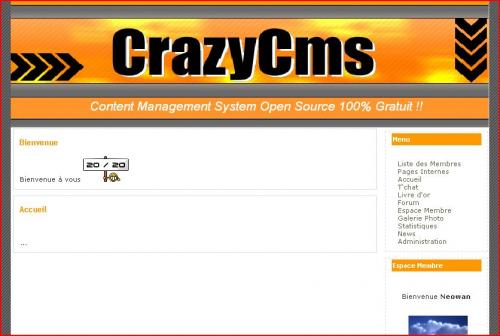 CrazyCms
Content Management System Open Source 100% Gratuit !!
Bienvenue
Bienvenue à vous
20 / 20
Accueil
...
Menu
Liste des Membres
Pages Internes
Accueil
T'chat
Livre d'or
Forum
Espace Membre
Galerie Photo
Statistiques
News
Administration
Espace Membre
Bienvenue Neowan